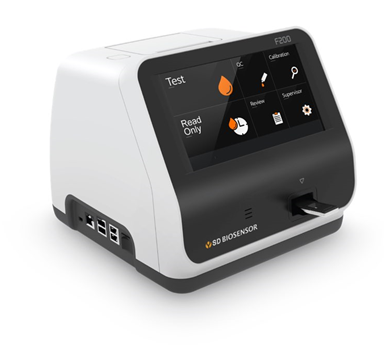 F200
Test
QC
Calibration
Read
Only
Review
Supervisor
SD BIOSENSOR